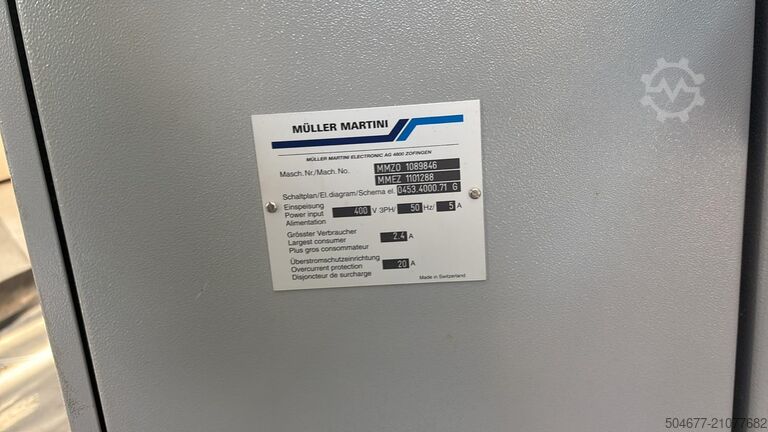 MÜLLER MARTINI
MÜLLER MARTINI ELECTRONIC AG 4800 ZOFINGEN
Masch.Nr./Mach. No. MMZO 1089846
MMEZ 1101288
Schaltplan/El.diagram/Schema el. 0453.4000.71 G
Einspeisung
Power input 400 V 3PH/ 50 Hz/ 5 A
Alimentation
Grösster Verbraucher
Largest consumer 2.4 A
Plus gros consommateur
Überstromschutzeinrichtung
Overcurrent protection 20 A
Disjoncteur de surcharge
Made in Switzerland
504677-21077682